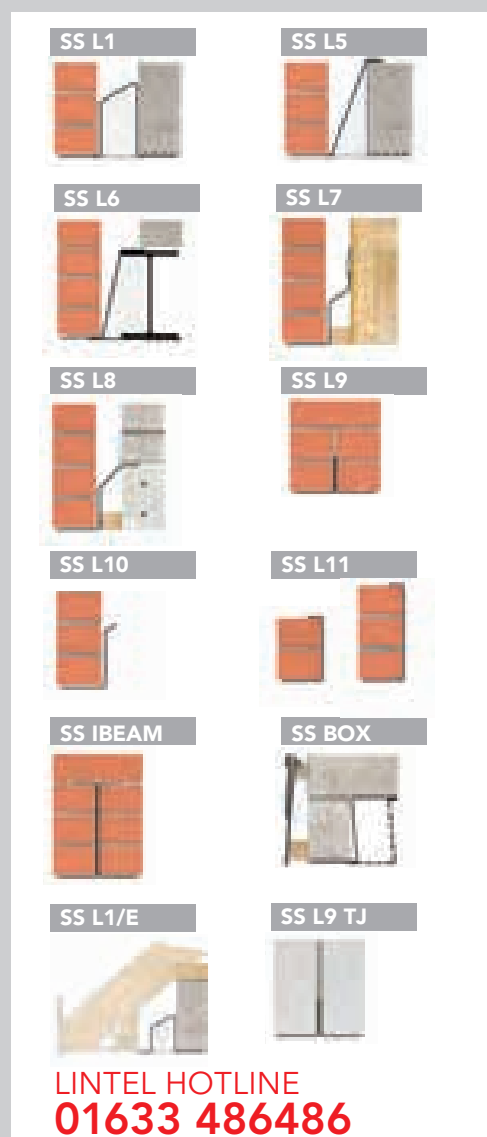 SS L1
SS L5
SS L6
SS L7
SS L8
SS L9
SS L10
SS L11
SS IBEAM
SS BOX
SS L1/E
SS L9 TJ
LINTEL HOTLINE
01633 486486